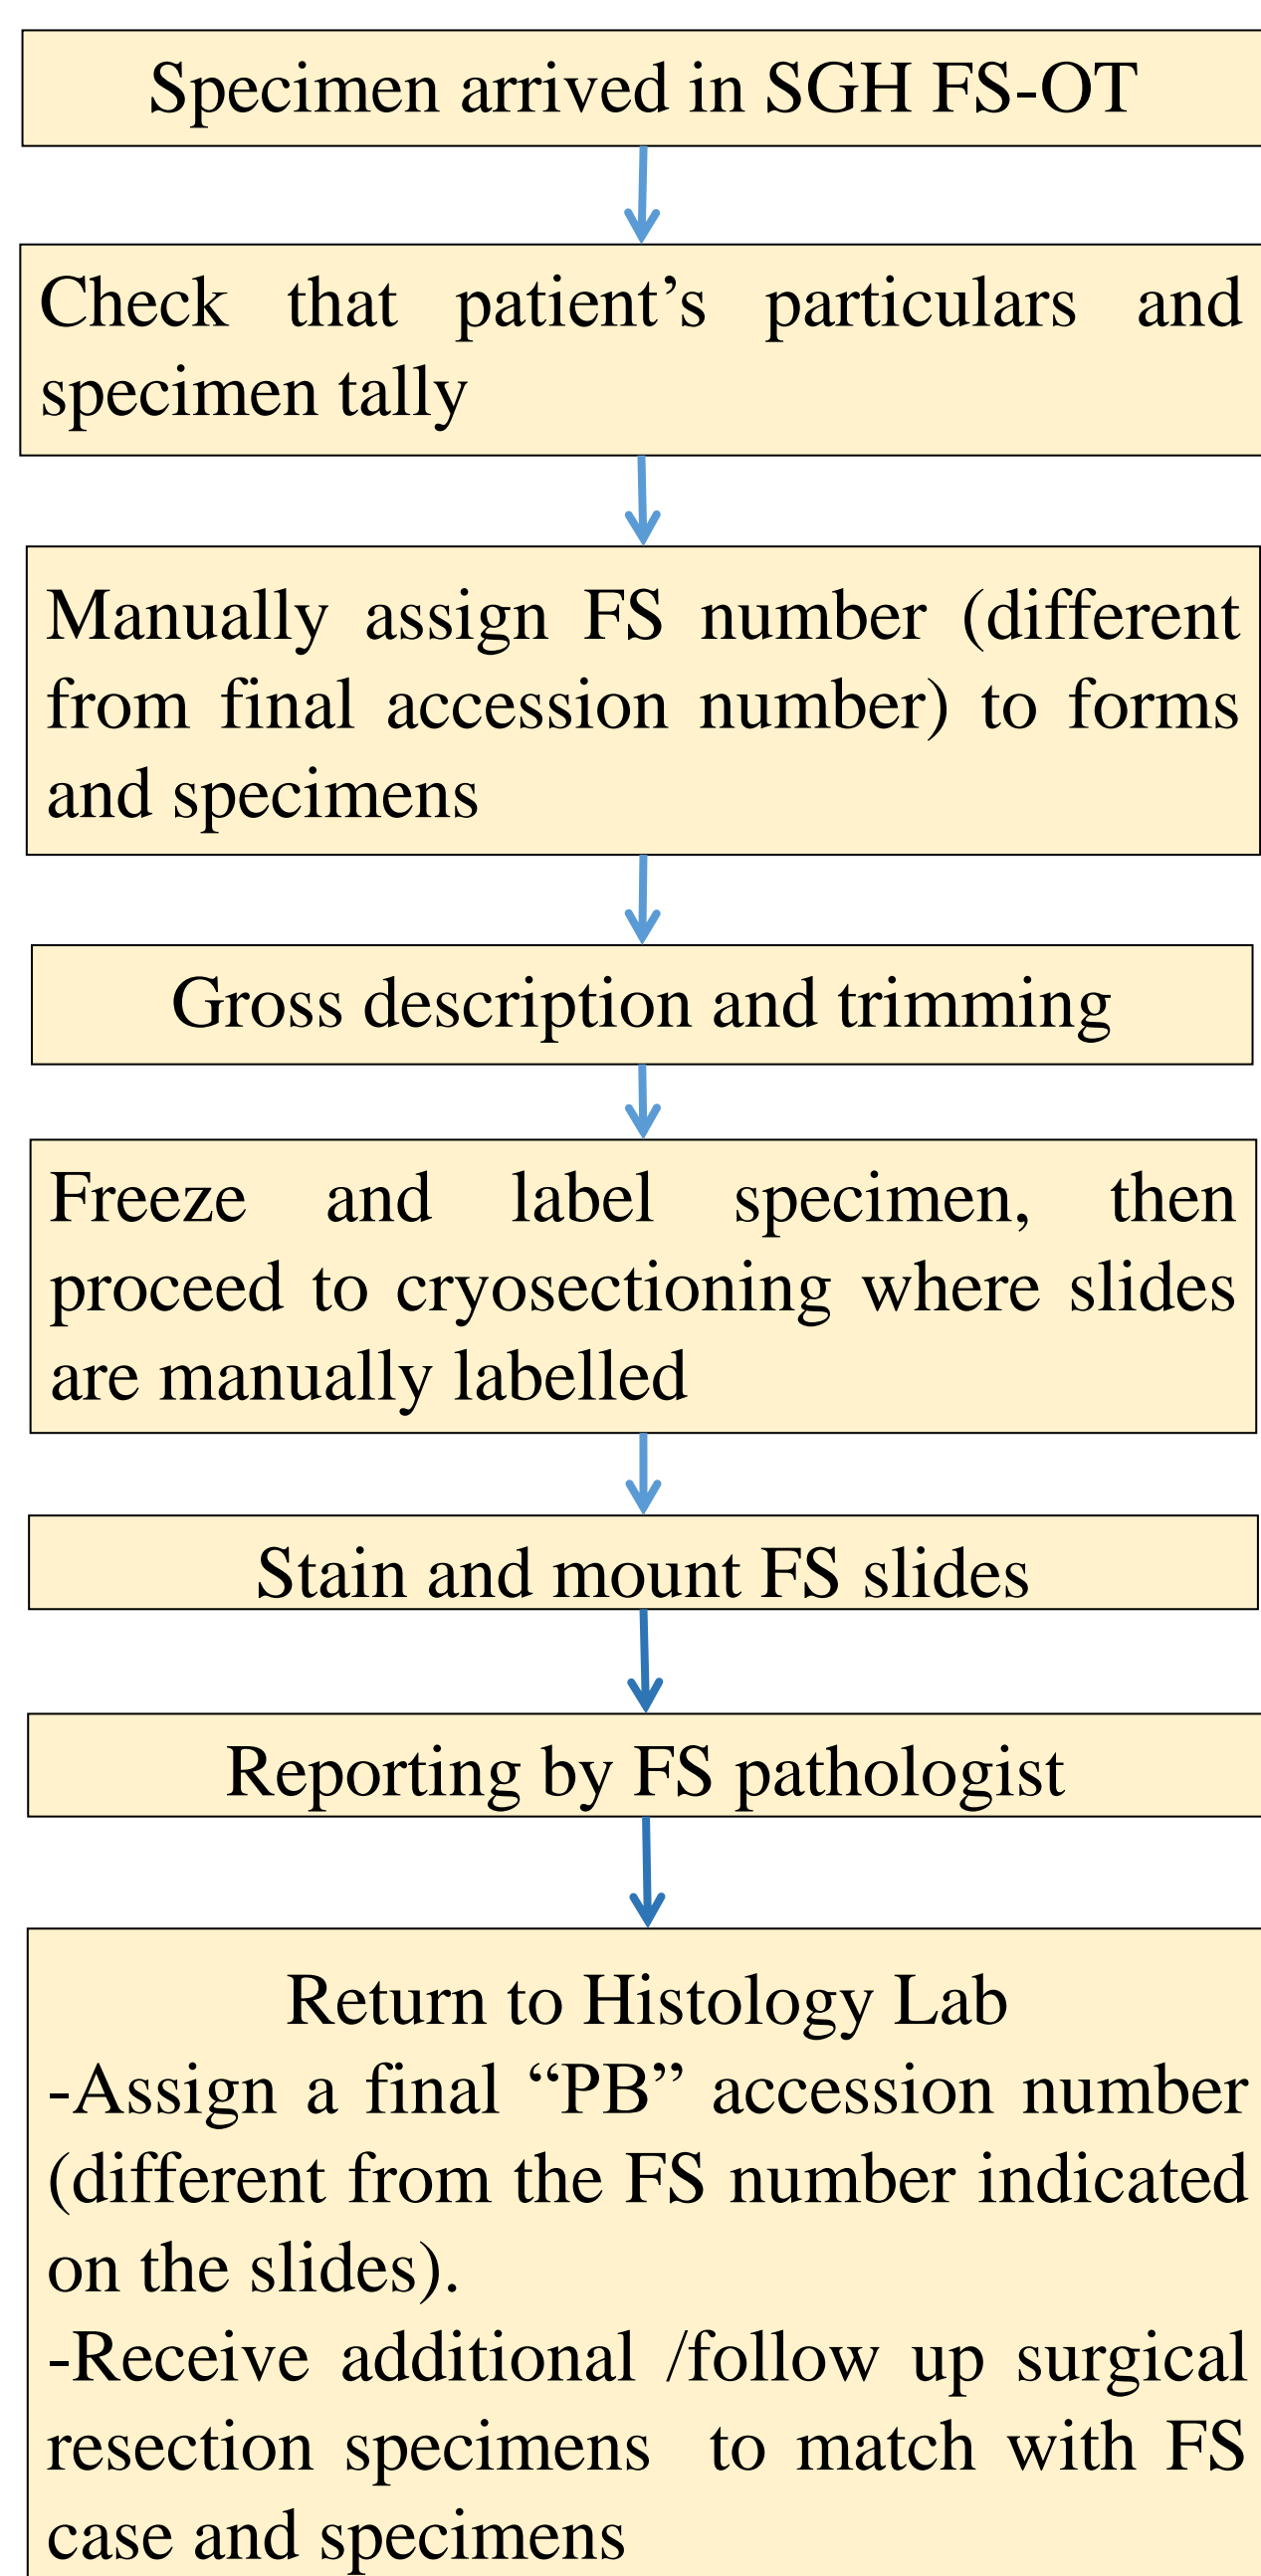 Specimen arrived in SGH FS-OT
Check that patient’s particulars and
specimen tally
Manually assign FS number (different
from final accession number) to forms
and specimens
Gross description and trimming
Freeze and label specimen, then
proceed to cryosectioning where slides
are manually labelled
Stain and mount FS slides
Reporting by FS pathologist
Return to Histology Lab
-Assign a final “PB” accession number
(different from the FS number indicated
on the slides).
-Receive additional /follow up surgical
resection specimens to match with FS
case and specimens